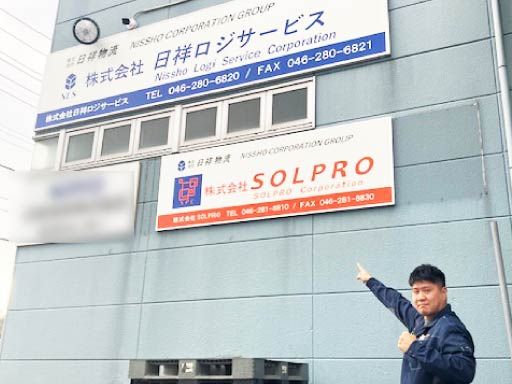 日祥物流 NISSHO CORPORATION GROUP
NLS 株式会社 日祥ロジサービス
Nissho Logi Service Corporation
株式会社日祥ロジサービス TEL 046-280-6820 / FAX 046-280-6821
日祥物流 NISSHO CORPORATION GROUP
株式会社 SOLPRO
SOLPRO Corporation
株式会社 SOLPRO TEL 046-281-6810 / FAX 046-281-6830